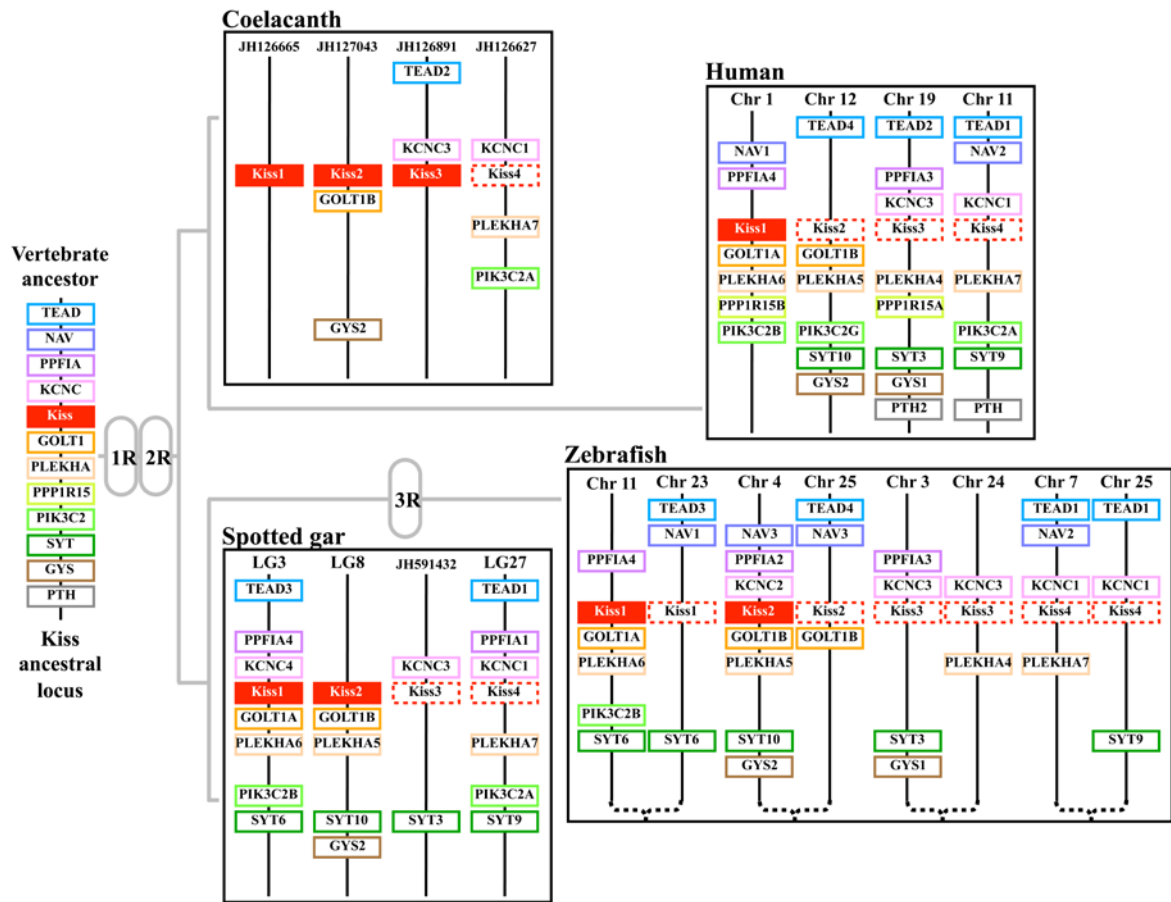 Coelacanth
JH126665 JH127043 JH126891 JH126627
TEAD2
KCNC3 KCNC1
Kiss1 Kiss2 Kiss3 Kiss4
GOLT1B
PLEKHA7
PIK3C2A
GYS2
Human
Chr 1 Chr 12 Chr 19 Chr 11
TEAD4 TEAD2 TEAD1
NAV1 NAV2
PPFIA4 PPFIA3
KCNC3 KCNC1
Kiss1 Kiss2 Kiss3 Kiss4
GOLT1A GOLT1B
PLEKHA6 PLEKHA5 PLEKHA4 PLEKHA7
PPP1R15B PPP1R15A
PIK3C2B PIK3C2G PIK3C2A
SYT10 SYT3 SYT9
GYS2 GYS1
PTH2 PTH
Vertebrate
ancestor
TEAD
NAV
PPFIA
KCNC
Kiss
GOLT1
PLEKHA
PPP1R15
PIK3C2
SYT
GYS
PTH
Kiss
ancestral
locus
1R 2R
3R
Spotted gar
LG3 LG8 JH591432 LG27
TEAD3 TEAD1
PPFIA4 PPFIA1
KCNC4 KCNC3 KCNC1
Kiss1 Kiss2 Kiss3 Kiss4
GOLT1A GOLT1B
PLEKHA6 PLEKHA5 PLEKHA7
PIK3C2B PIK3C2A
SYT6 SYT10 SYT3 SYT9
GYS2
Zebrafish
Chr 11 Chr 23 Chr 4 Chr 25 Chr 3 Chr 24 Chr 7 Chr 25
TEAD3 TEAD4 TEAD1 TEAD1
NAV1 NAV3 NAV3 NAV2
PPFIA4 PPFIA2 PPFIA3
KCNC2 KCNC3 KCNC3 KCNC1 KCNC1
Kiss1 Kiss1 Kiss2 Kiss2 Kiss3 Kiss3 Kiss4 Kiss4
GOLT1A GOLT1B GOLT1B
PLEKHA6 PLEKHA5 PLEKHA4 PLEKHA7
PIK3C2B
SYT6 SYT6 SYT10 SYT3 SYT9
GYS2 GYS1